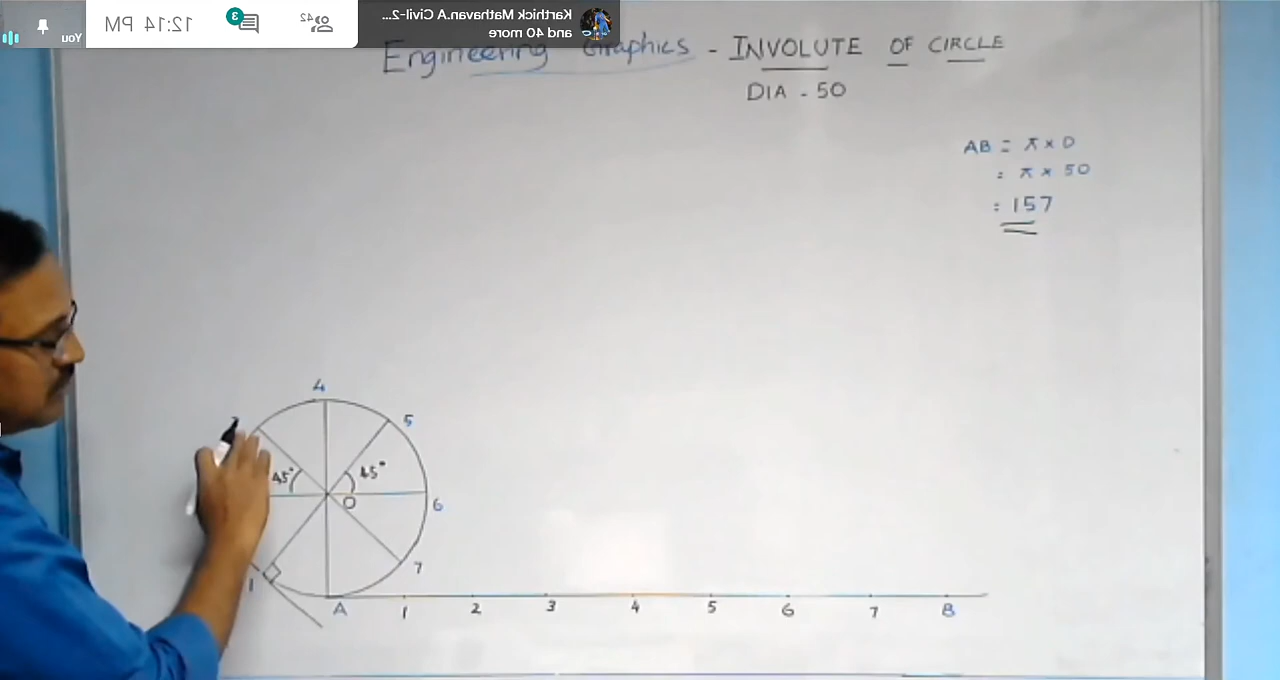 You
12:14 PM
3
42
Karthick Mathavan.A.Civil-2...
and 40 more
Engineering Graphics - INVOLUTE OF CIRCLE
DIA - 50
AB = π × D
: π × 50
: 157
4
5
45°
45°
O
6
7
1
A 1 2 3 4 5 6 7 8